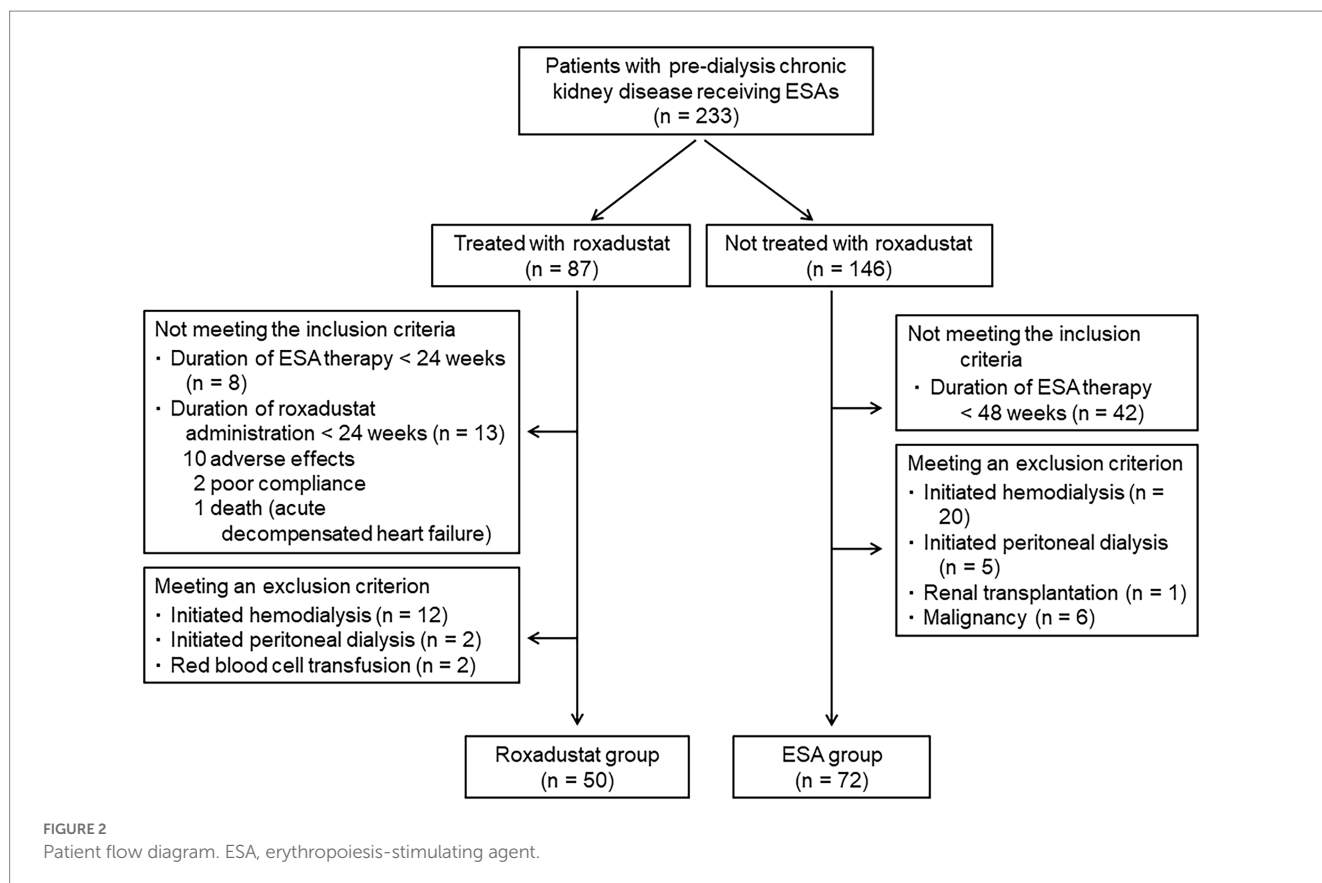 Patients with pre-dialysis chronic
kidney disease receiving ESAs
(n = 233)
Treated with roxadustat
(n = 87)
Not treated with roxadustat
(n = 146)
Not meeting the inclusion criteria
· Duration of ESA therapy < 24 weeks
(n = 8)
· Duration of roxadustat
administration < 24 weeks (n = 13)
10 adverse effects
2 poor compliance
1 death (acute
decompensated heart failure)
Meeting an exclusion criterion
· Initiated hemodialysis (n = 12)
· Initiated peritoneal dialysis (n = 2)
· Red blood cell transfusion (n = 2)
Not meeting the inclusion
criteria
· Duration of ESA therapy
< 48 weeks (n = 42)
Meeting an exclusion criterion
· Initiated hemodialysis (n =
20)
· Initiated peritoneal dialysis
(n = 5)
· Renal transplantation (n = 1)
· Malignancy (n = 6)
Roxadustat group
(n = 50)
ESA group
(n = 72)
FIGURE 2
Patient flow diagram. ESA, erythropoiesis-stimulating agent.